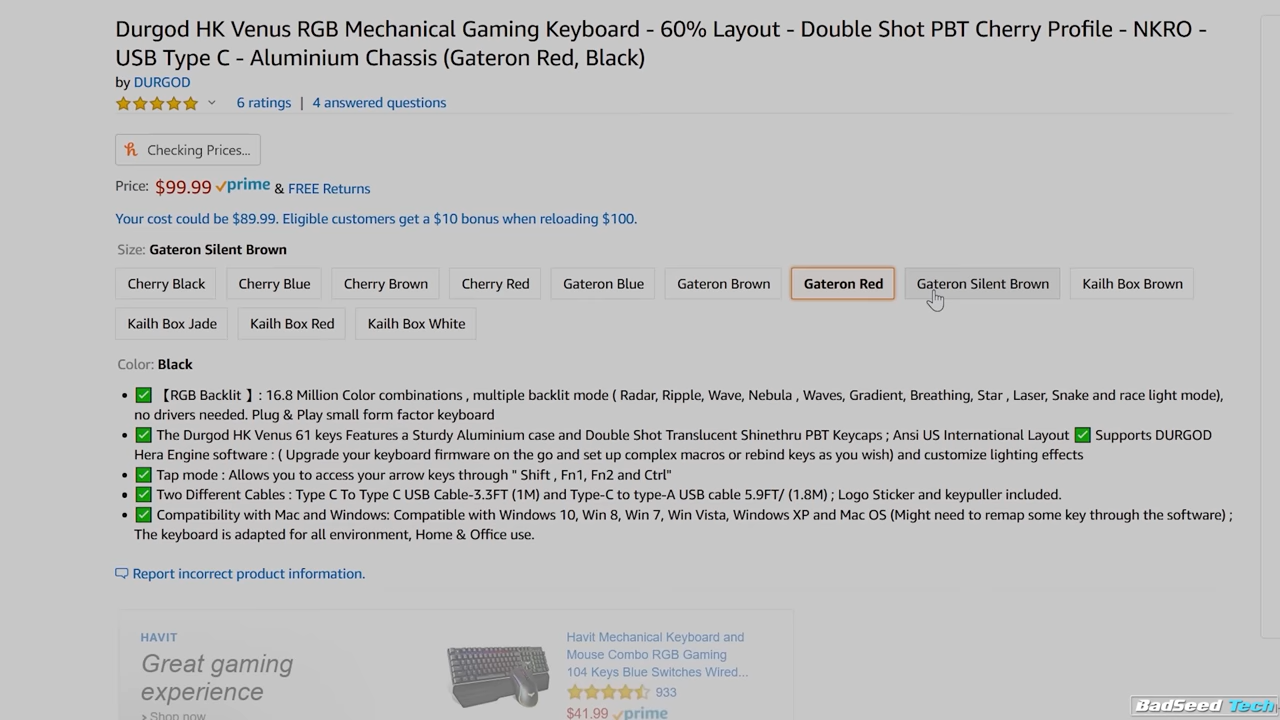 Durgod HK Venus RGB Mechanical Gaming Keyboard - 60% Layout - Double Shot PBT Cherry Profile - NKRO -
USB Type C - Aluminium Chassis (Gateron Red, Black)
by DURGOD
6 ratings | 4 answered questions
Checking Prices...
Price: $99.99 prime & FREE Returns
Your cost could be $89.99. Eligible customers get a $10 bonus when reloading $100.
Size: Gateron Silent Brown
Cherry Black Cherry Blue Cherry Brown Cherry Red Gateron Blue Gateron Brown Gateron Red Gateron Silent Brown Kailh Box Brown
Kailh Box Jade Kailh Box Red Kailh Box White
Color: Black
• ✅ 【RGB Backlit 】: 16.8 Million Color combinations , multiple backlit mode ( Radar, Ripple, Wave, Nebula , Waves, Gradient, Breathing, Star , Laser, Snake and race light mode),
no drivers needed. Plug & Play small form factor keyboard
• ✅ The Durgod HK Venus 61 keys Features a Sturdy Aluminium case and Double Shot Translucent Shinethru PBT Keycaps ; Ansi US International Layout ✅ Supports DURGOD
Hera Engine software : ( Upgrade your keyboard firmware on the go and set up complex macros or rebind keys as you wish) and customize lighting effects
• ✅ Tap mode : Allows you to access your arrow keys through " Shift , Fn1, Fn2 and Ctrl"
• ✅ Two Different Cables : Type C To Type C USB Cable-3.3FT (1M) and Type-C to type-A USB cable 5.9FT/ (1.8M) ; Logo Sticker and keypuller included.
• ✅ Compatibility with Mac and Windows: Compatible with Windows 10, Win 8, Win 7, Win Vista, Windows XP and Mac OS (Might need to remap some key through the software) ;
The keyboard is adapted for all environment, Home & Office use.
Report incorrect product information.
HAVIT
Great gaming
experience
› Shop now
Havit Mechanical Keyboard and
Mouse Combo RGB Gaming
104 Keys Blue Switches Wired...
933
$41.99 prime
BadSeed Tech